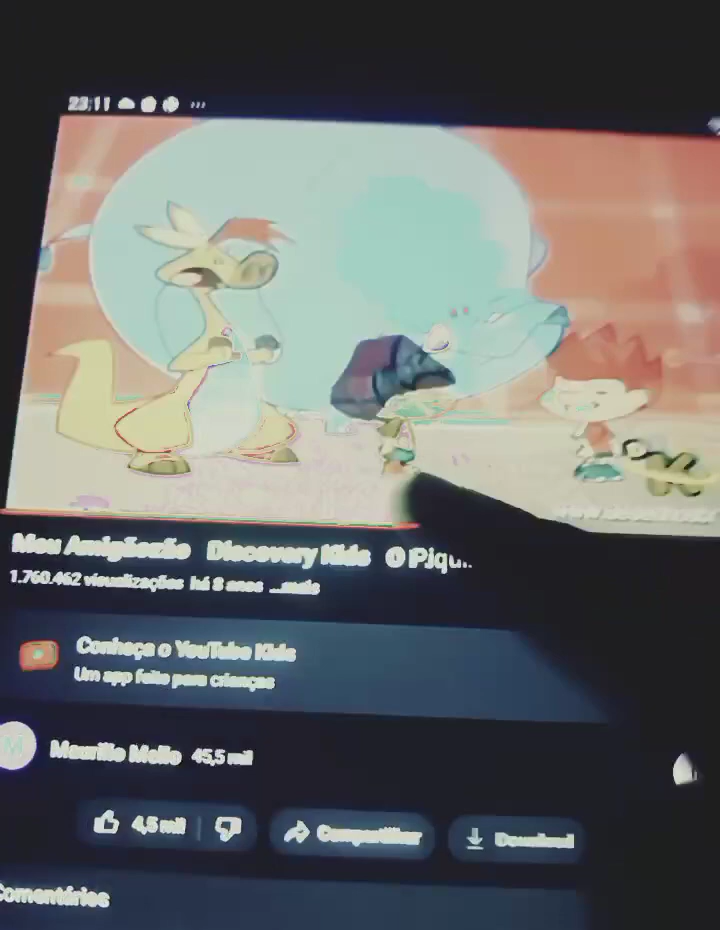 23:11
Meu Amigãozão Discovery Kids O Piqu...
1.760.462 visualizações há 8 anos ...mais
Conheça o YouTube Kids
Um app feito para crianças
M
Maurilio Mello 45,5 mil
4,5 mil
Compartilhar
Download
Comentários